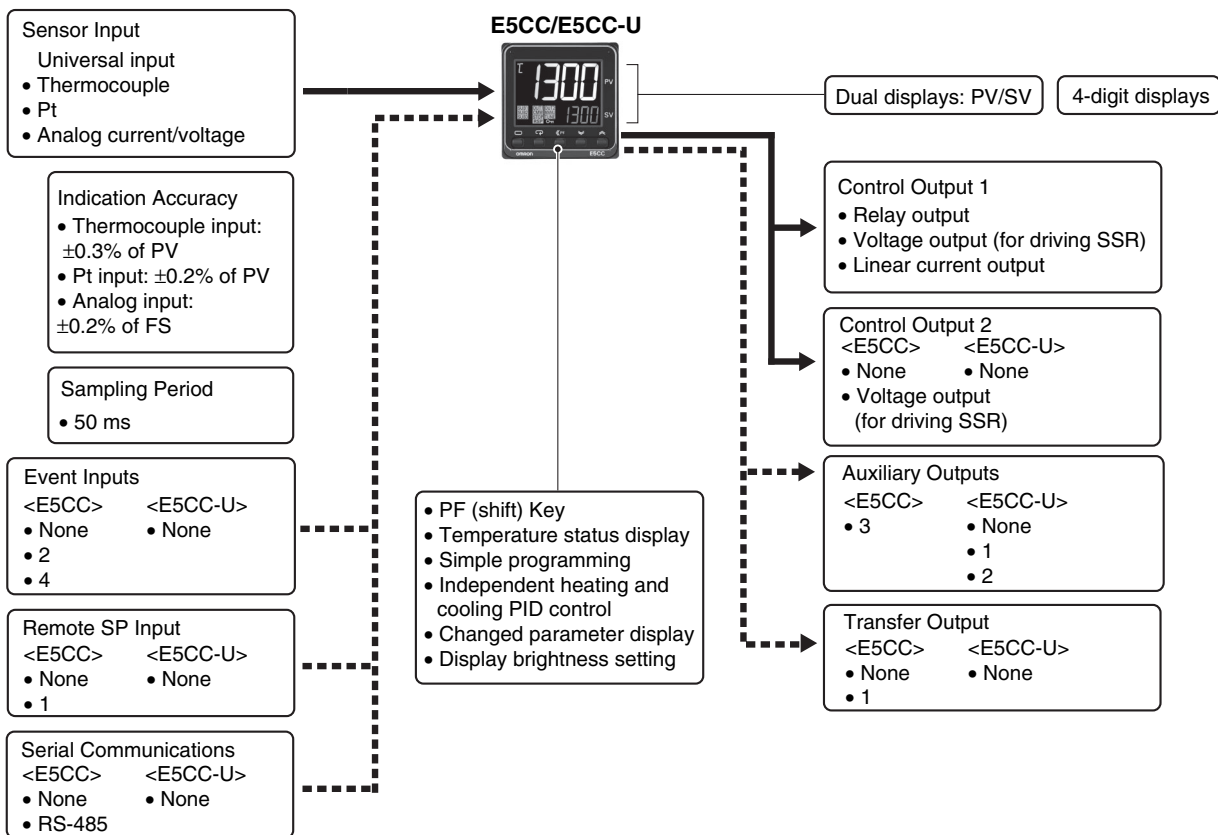 E5CC/E5CC-U
Sensor Input
Universal input
• Thermocouple
• Pt
• Analog current/voltage
Indication Accuracy
• Thermocouple input:
±0.3% of PV
• Pt input: ±0.2% of PV
• Analog input:
±0.2% of FS
Sampling Period
• 50 ms
Event Inputs
<E5CC> <E5CC-U>
• None • None
• 2
• 4
Remote SP Input
<E5CC> <E5CC-U>
• None • None
• 1
Serial Communications
<E5CC> <E5CC-U>
• None • None
• RS-485
1300
PV
1300
SV
PF
OMRON E5CC
• PF (shift) Key
• Temperature status display
• Simple programming
• Independent heating and
cooling PID control
• Changed parameter display
• Display brightness setting
Dual displays: PV/SV
4-digit displays
Control Output 1
• Relay output
• Voltage output (for driving SSR)
• Linear current output
Control Output 2
<E5CC> <E5CC-U>
• None • None
• Voltage output
(for driving SSR)
Auxiliary Outputs
<E5CC> <E5CC-U>
• 3 • None
• 1
• 2
Transfer Output
<E5CC> <E5CC-U>
• None • None
• 1